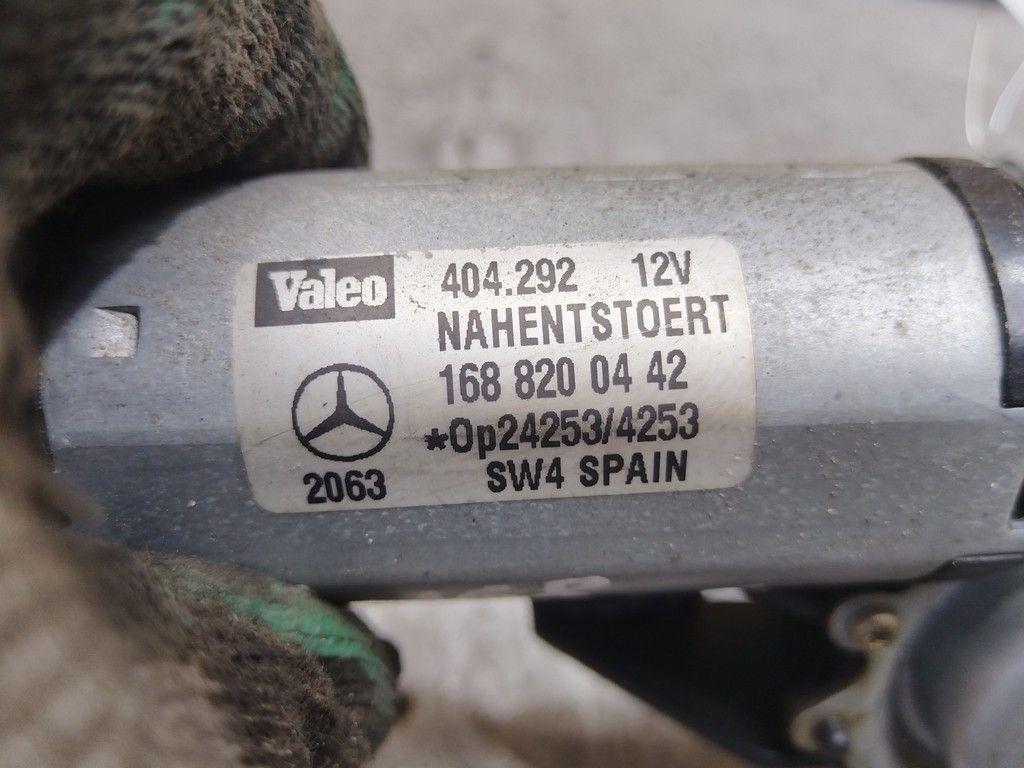 Valeo 404.292 12V
NAHENTSTOERT
168 820 04 42
*Op24253/4253
2063 SW4 SPAIN